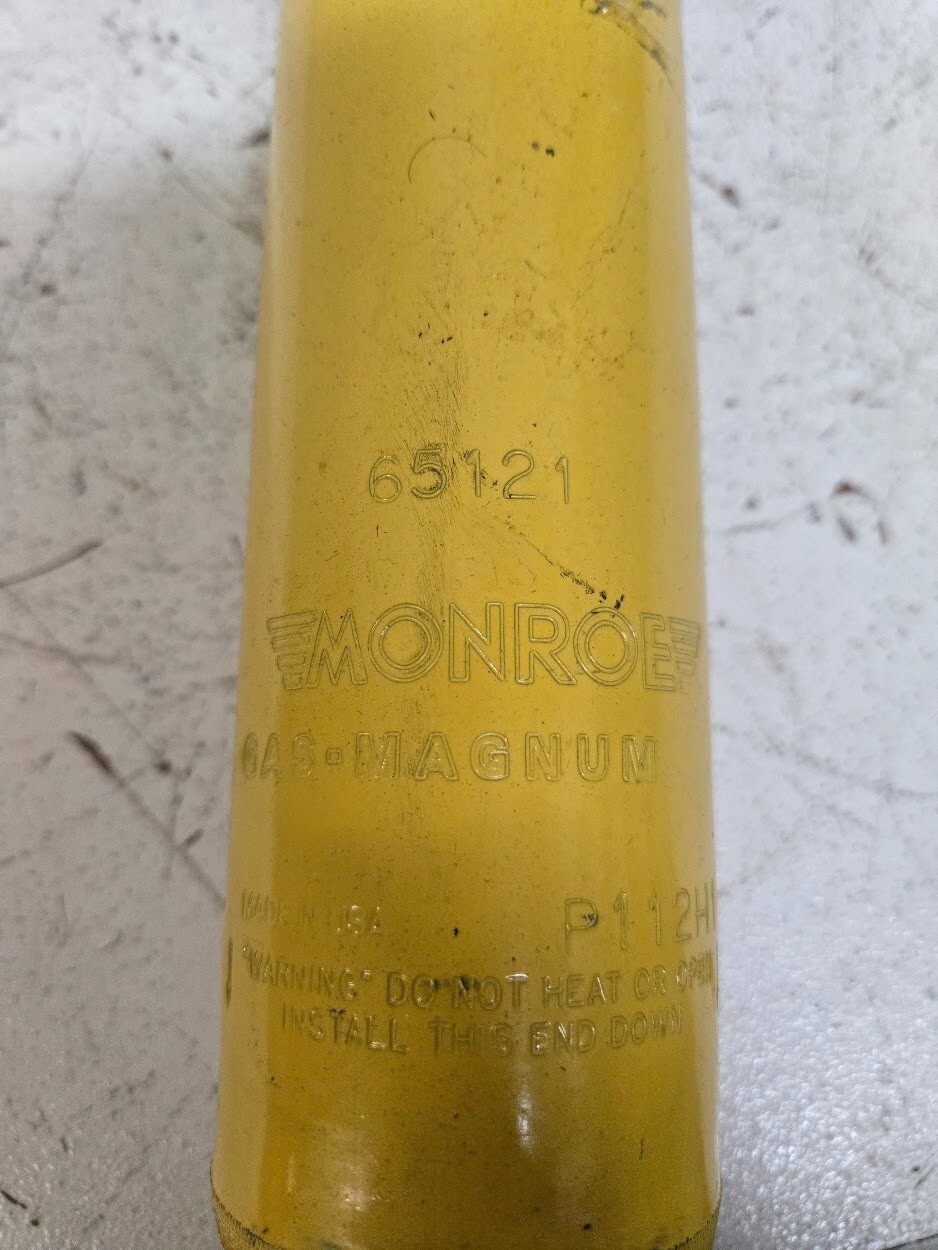 65121
MONROE
GAS-MAGNUM
MADE IN USA P112H
"WARNING" DO NOT HEAT OR OPEN
INSTALL THIS END DOWN